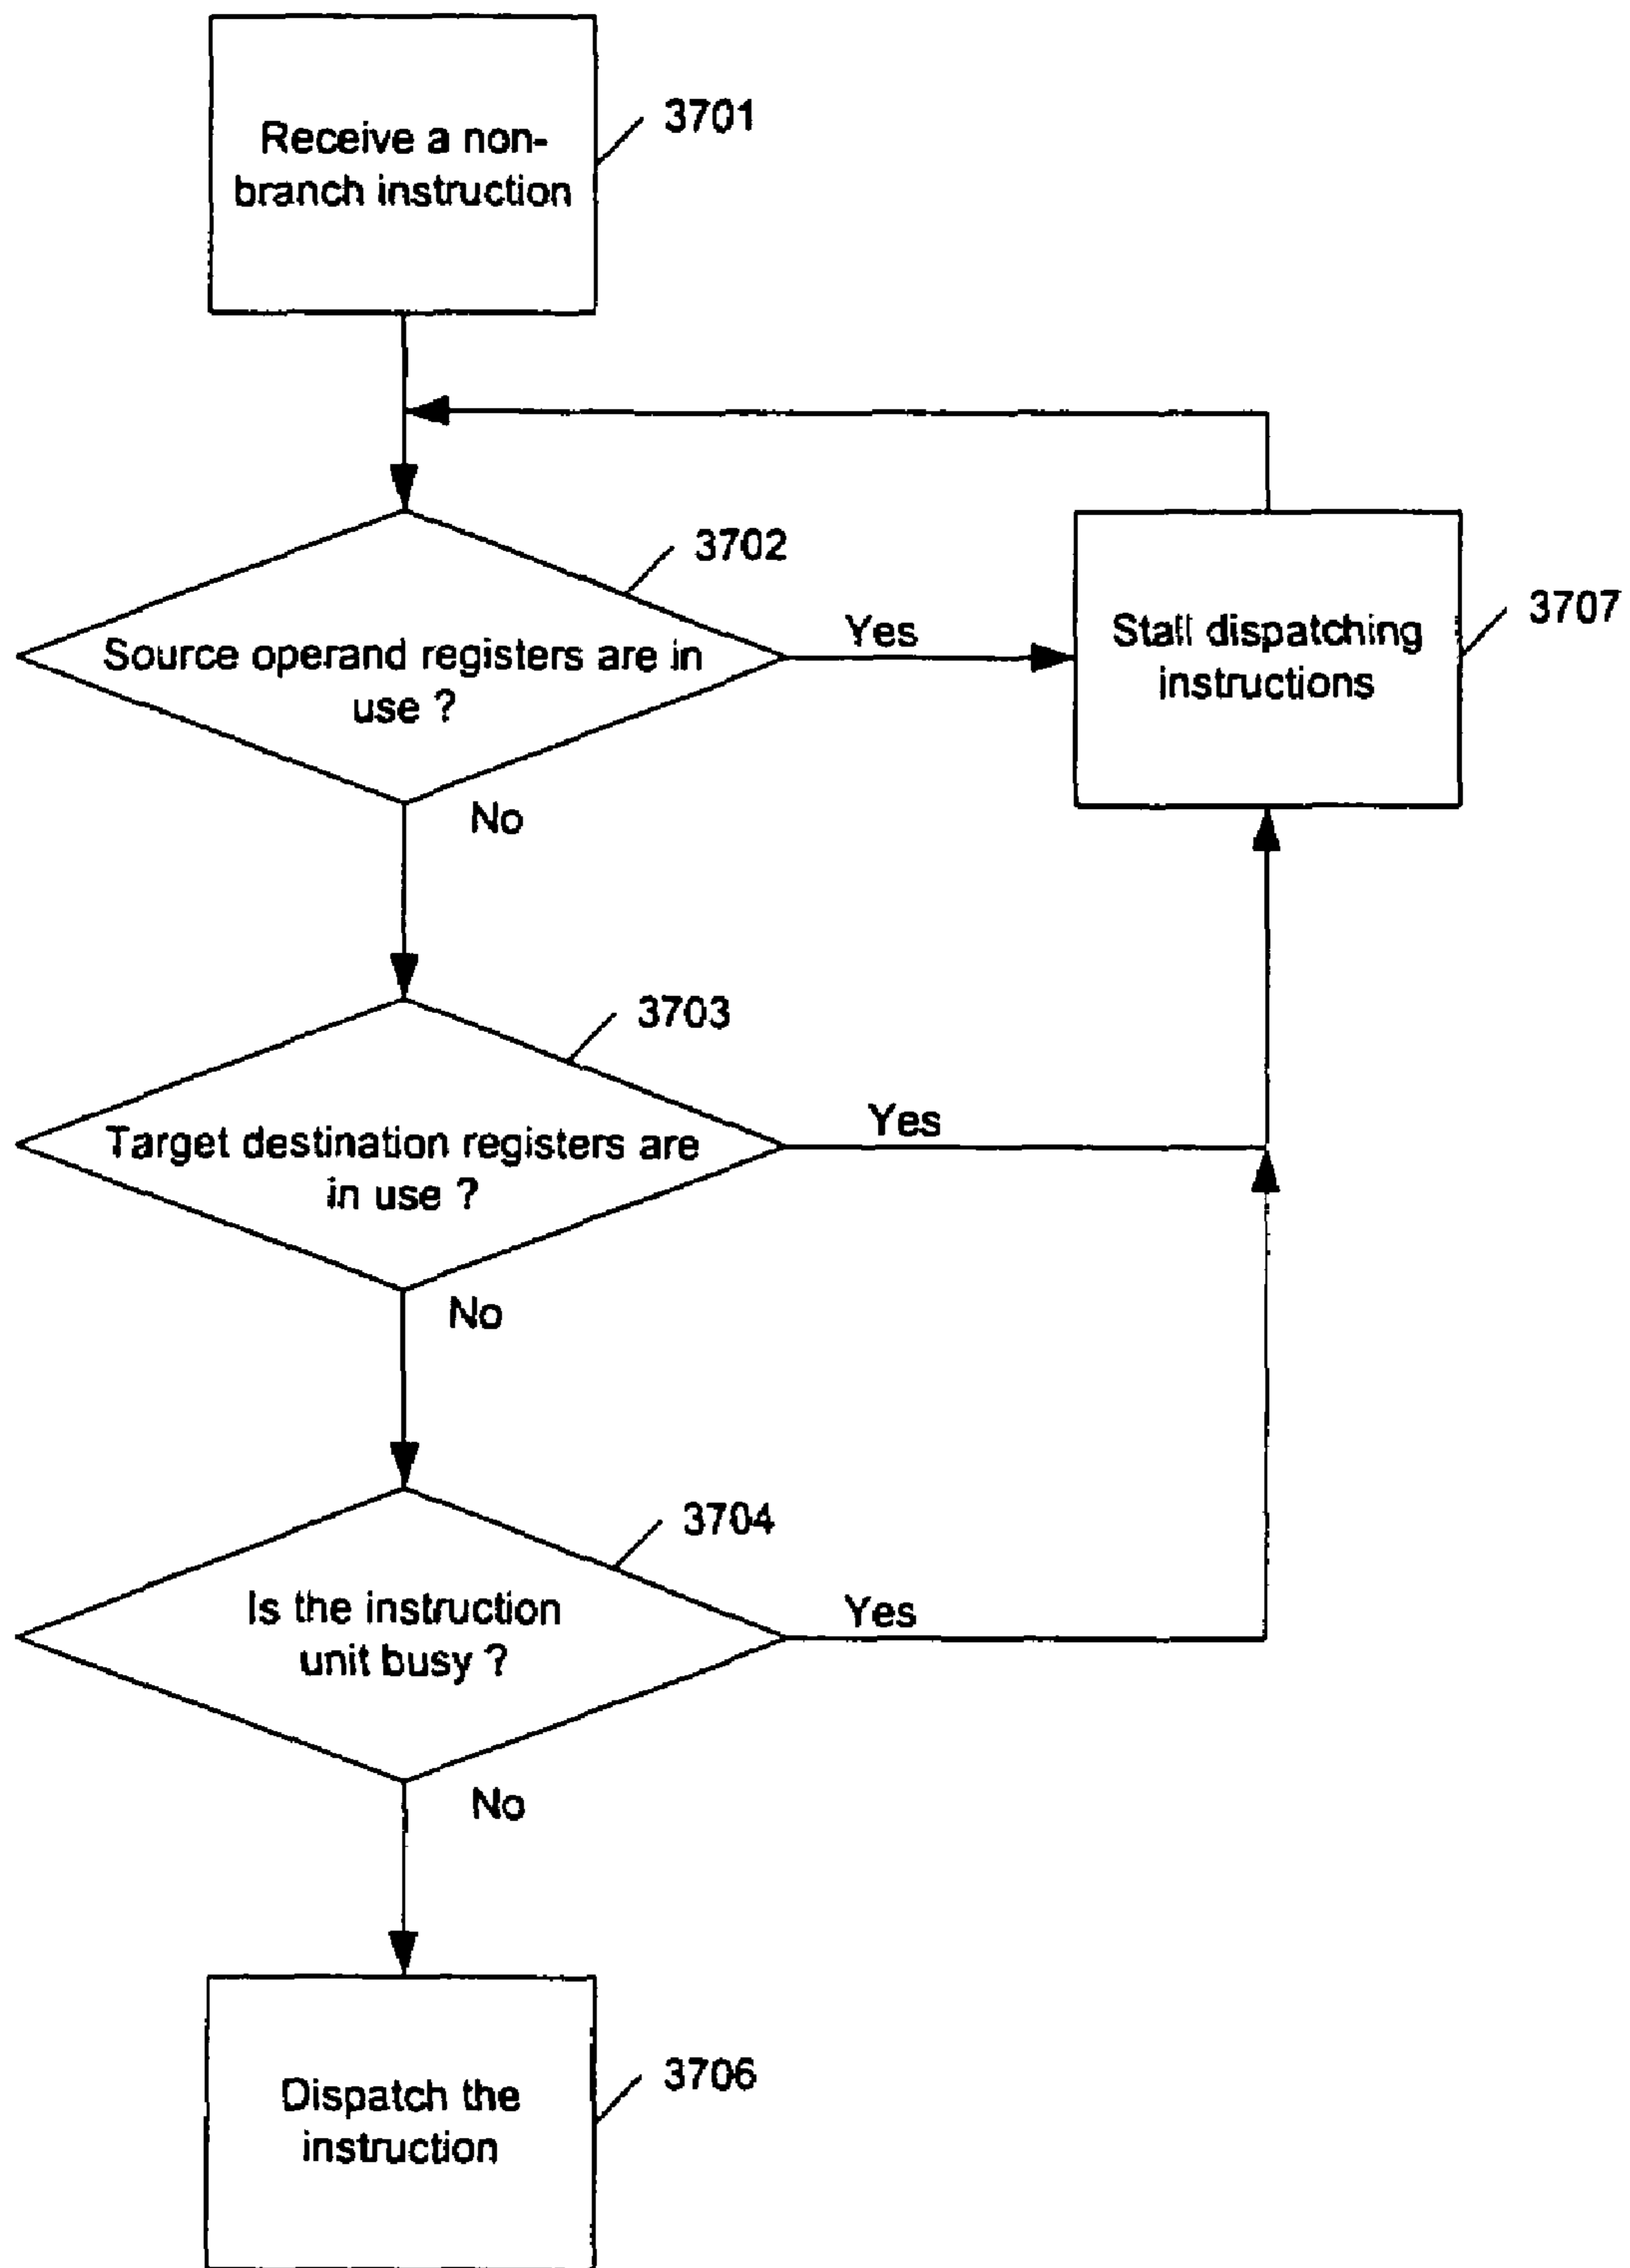 Receive a non-
branch instruction
3701
3702
Source operand registers are in
use ?
Yes
No
Stall dispatching
instructions
3707
3703
Target destination registers are
in use ?
Yes
No
3704
Is the instruction
unit busy ?
Yes
No
Dispatch the
instruction
3706